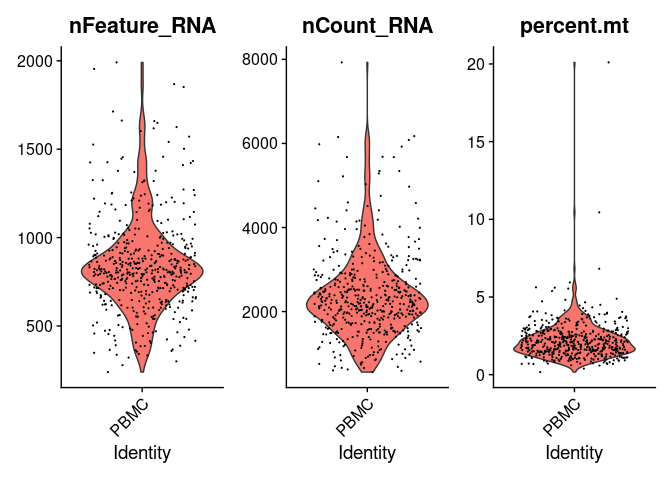 nFeature_RNA
2000
1500
1000
500
PBMC
Identity
nCount_RNA
8000
6000
4000
2000
PBMC
Identity
percent.mt
20
15
10
5
0
PBMC
Identity